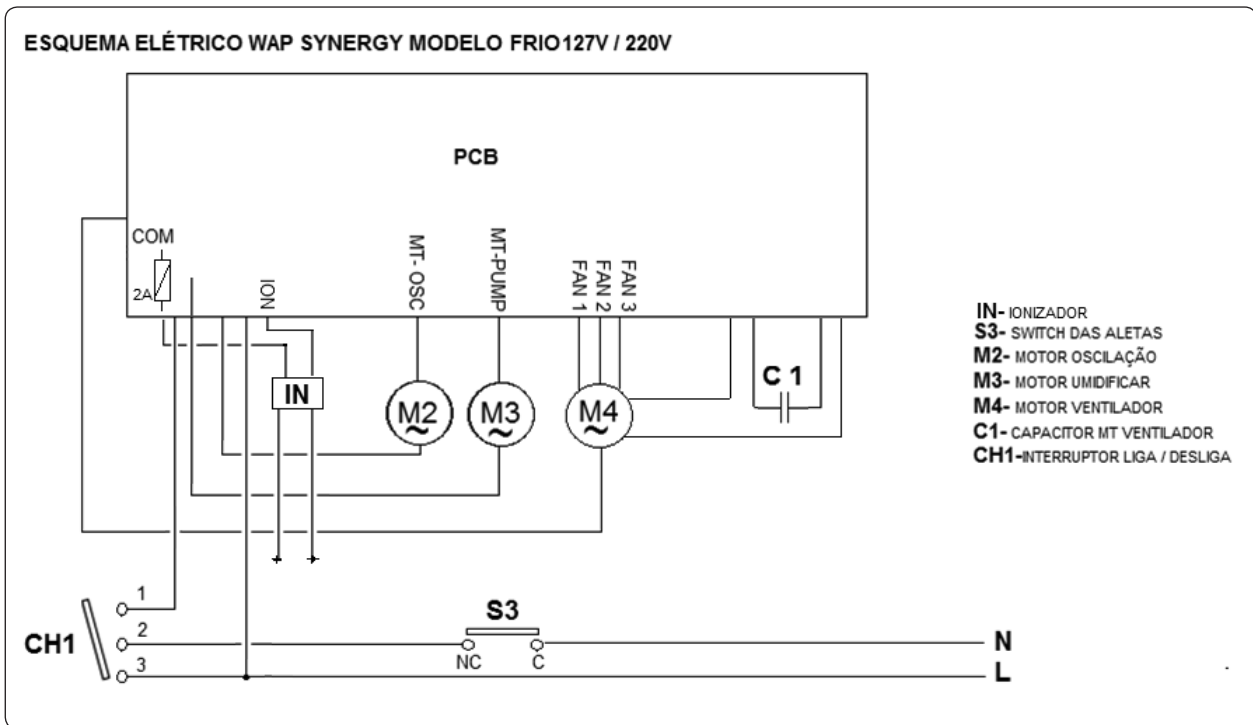 ESQUEMA ELÉTRICO WAP SYNERGY MODELO FRIO127V / 220V
PCB
COM
2A
ION
MT- OSC
MT-PUMP
FAN 1
FAN 2
FAN 3
IN
M2
~
M3
~
M4
~
C 1
IN- IONIZADOR
S3- SWITCH DAS ALETAS
M2- MOTOR OSCILAÇÃO
M3- MOTOR UMIDIFICAR
M4- MOTOR VENTILADOR
C1- CAPACITOR MT VENTILADOR
CH1-INTERRUPTOR LIGA / DESLIGA
CH1
1
2
3
S3
NC
C
N
L